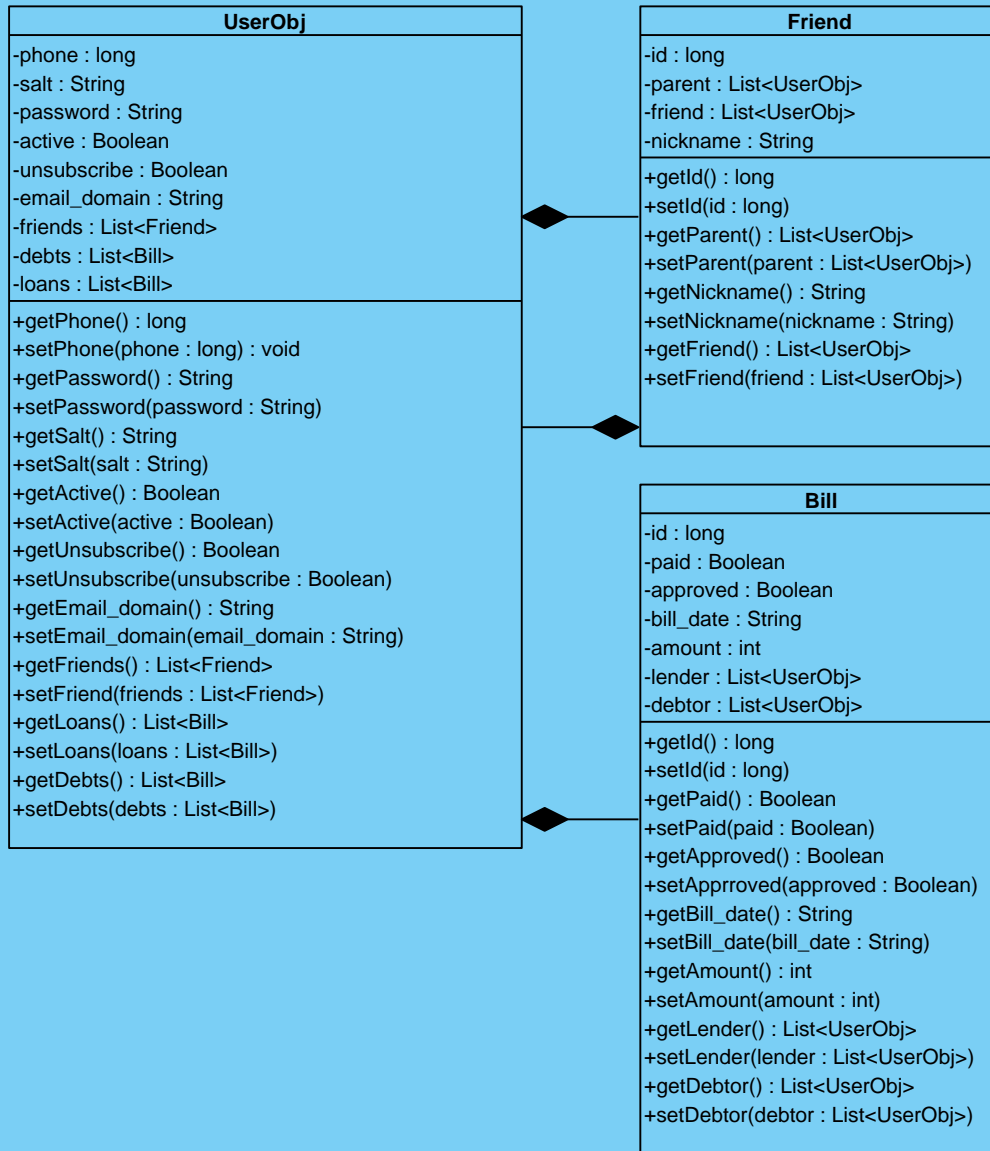 UserObj
-phone : long
-salt : String
-password : String
-active : Boolean
-unsubscribe : Boolean
-email_domain : String
-friends : List<Friend>
-debts : List<Bill>
-loans : List<Bill>
+getPhone() : long
+setPhone(phone : long) : void
+getPassword() : String
+setPassword(password : String)
+getSalt() : String
+setSalt(salt : String)
+getActive() : Boolean
+setActive(active : Boolean)
+getUnsubscribe() : Boolean
+setUnsubscribe(unsubscribe : Boolean)
+getEmail_domain() : String
+setEmail_domain(email_domain : String)
+getFriends() : List<Friend>
+setFriend(friends : List<Friend>)
+getLoans() : List<Bill>
+setLoans(loans : List<Bill>)
+getDebts() : List<Bill>
+setDebts(debts : List<Bill>)
Friend
-id : long
-parent : List<UserObj>
-friend : List<UserObj>
-nickname : String
+getId() : long
+setId(id : long)
+getParent() : List<UserObj>
+setParent(parent : List<UserObj>)
+getNickname() : String
+setNickname(nickname : String)
+getFriend() : List<UserObj>
+setFriend(friend : List<UserObj>)
Bill
-id : long
-paid : Boolean
-approved : Boolean
-bill_date : String
-amount : int
-lender : List<UserObj>
-debtor : List<UserObj>
+getId() : long
+setId(id : long)
+getPaid() : Boolean
+setPaid(paid : Boolean)
+getApproved() : Boolean
+setApprroved(approved : Boolean)
+getBill_date() : String
+setBill_date(bill_date : String)
+getAmount() : int
+setAmount(amount : int)
+getLender() : List<UserObj>
+setLender(lender : List<UserObj>)
+getDebtor() : List<UserObj>
+setDebtor(debtor : List<UserObj>)